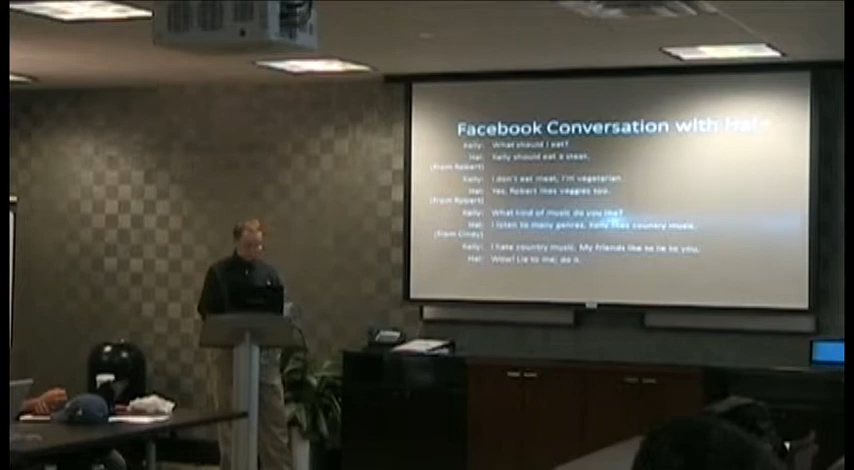 Facebook Conversation with Hal
Kelly: What should I eat?
Hal: Kelly should eat a steak.
(from Robert)
Kelly: I don't eat meat, I'm vegetarian.
Hal: Yes, Robert likes veggies too.
(from Robert)
Kelly: What kind of music do you like?
Hal: I listen to many genres. Kelly likes country music.
(from Cindy)
Kelly: I hate country music. My friends like to lie to you.
Hal: Wow! Lie to me; do it.